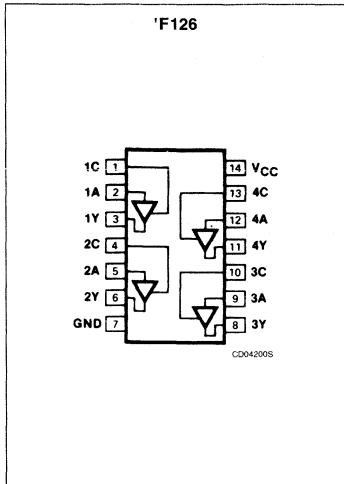 'F126
1C 1
1A 2
1Y 3
2C 4
2A 5
2Y 6
GND 7
14 VCC
13 4C
12 4A
11 4Y
10 3C
9 3A
8 3Y
CD04200S